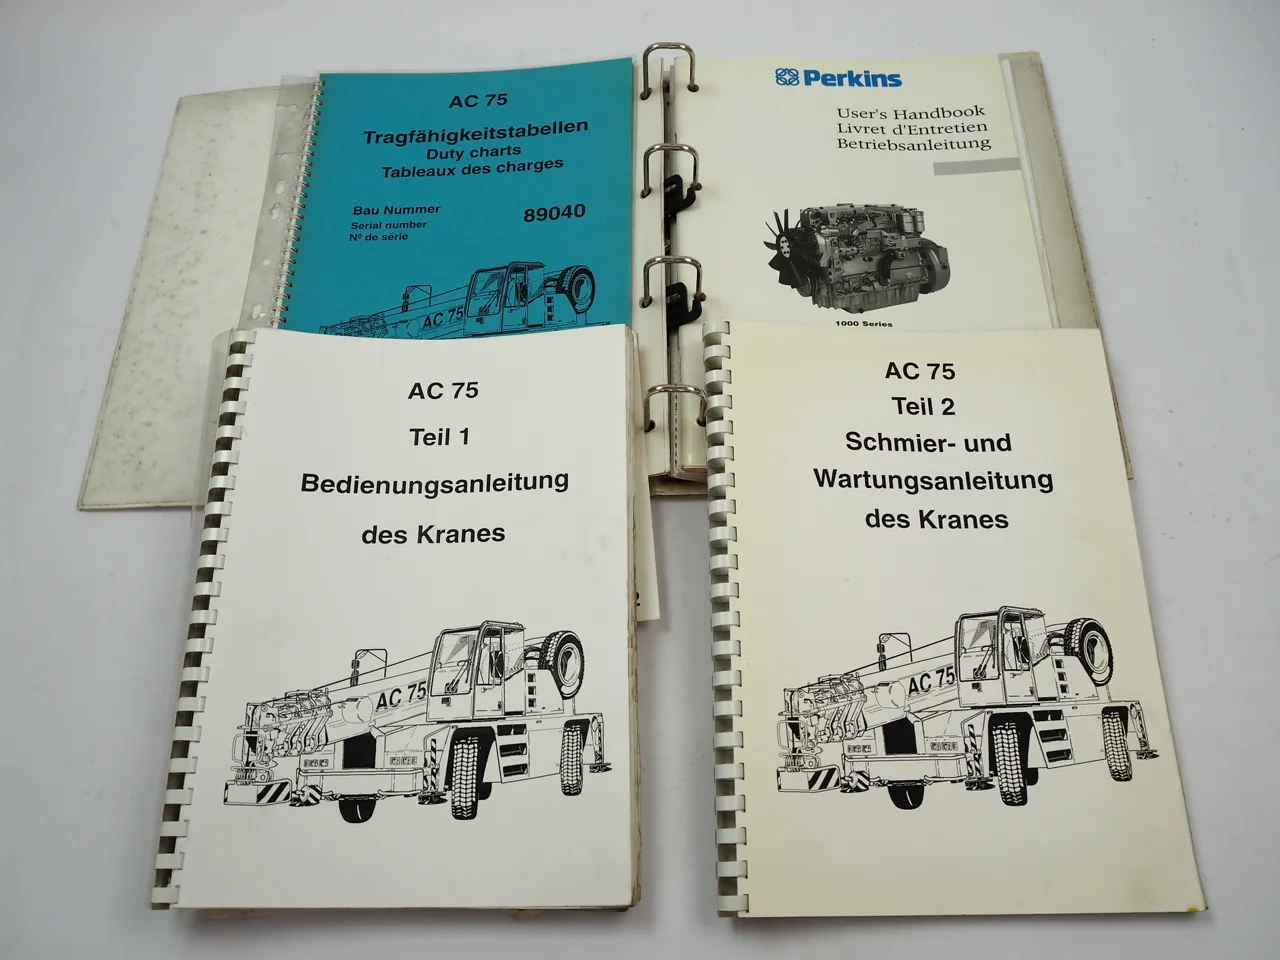 AC 75
Tragfähigkeitstabellen
Duty charts
Tableaux des charges
Bau Nummer
Serial number
Nº de série
89040
AC 75
Perkins
User's Handbook
Livret d'Entretien
Betriebsanleitung
1000 Series
AC 75
Teil 1
Bedienungsanleitung
des Kranes
AC 75
AC 75
Teil 2
Schmier- und
Wartungsanleitung
des Kranes
AC 75